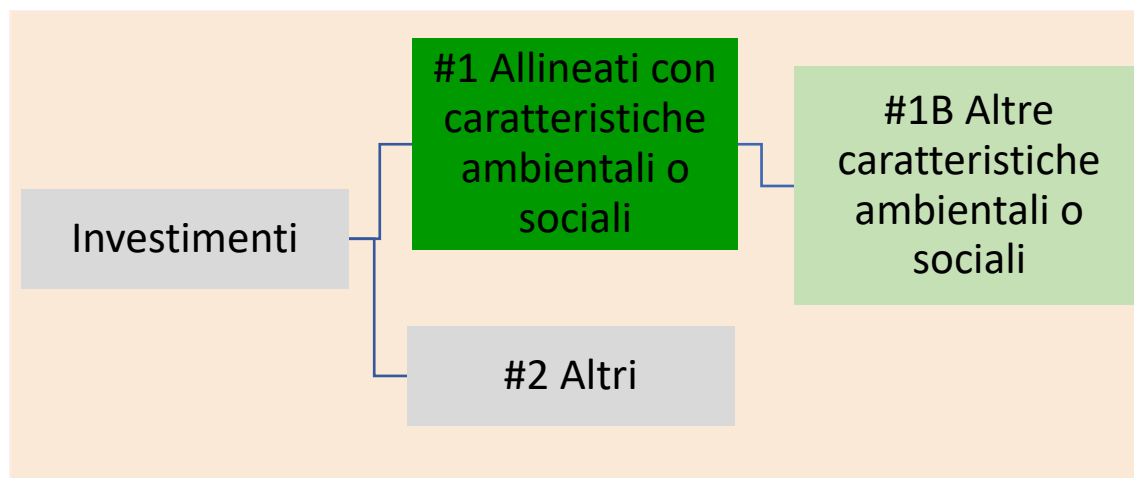 Investimenti
#1 Allineati con
caratteristiche
ambientali o
sociali
#1B Altre
caratteristiche
ambientali o
sociali
#2 Altri